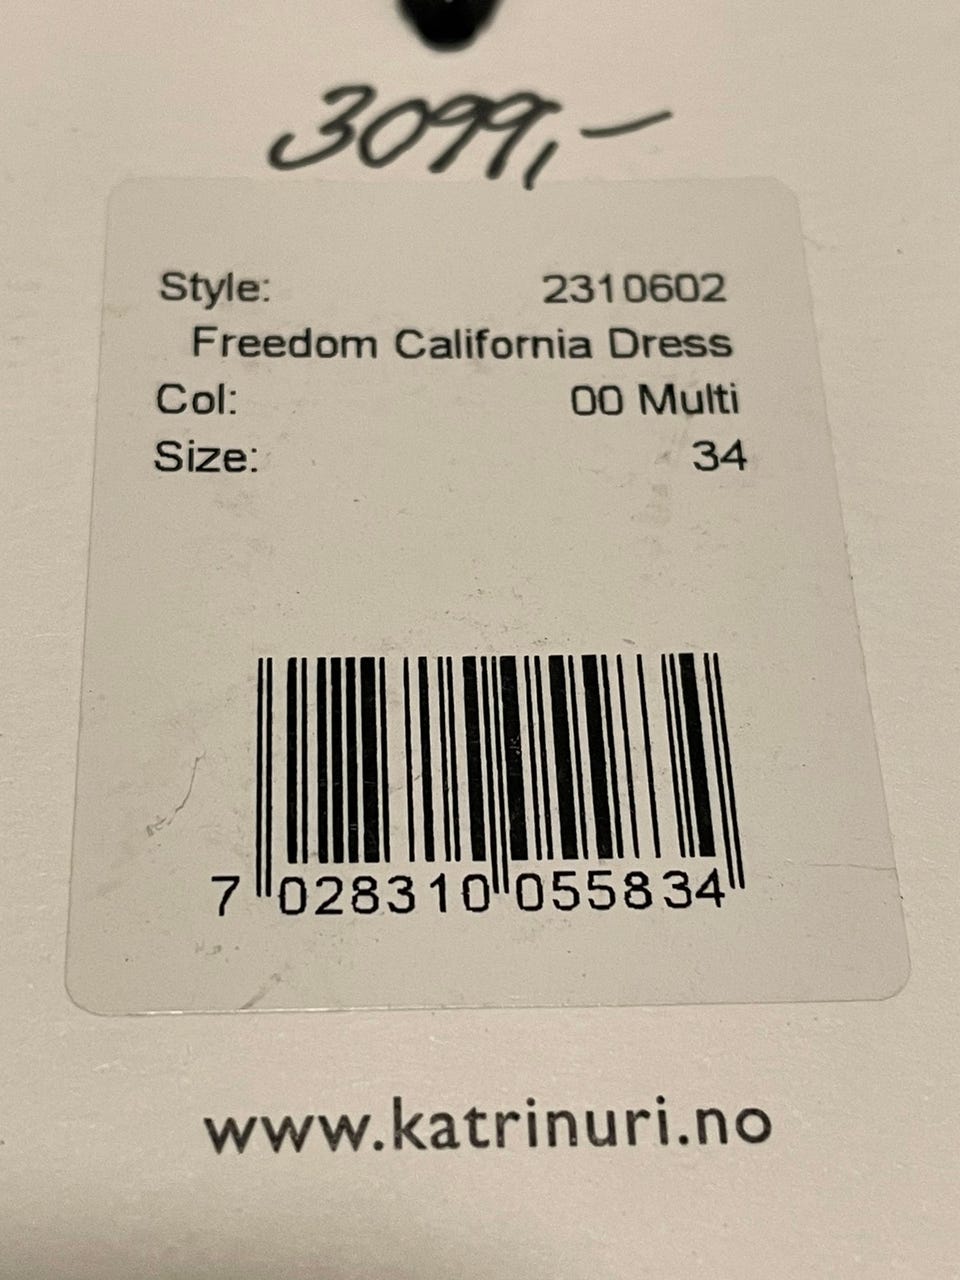 3099,-
Style: 2310602
Freedom California Dress
Col: 00 Multi
Size: 34
7 028310 055834
www.katrinuri.no